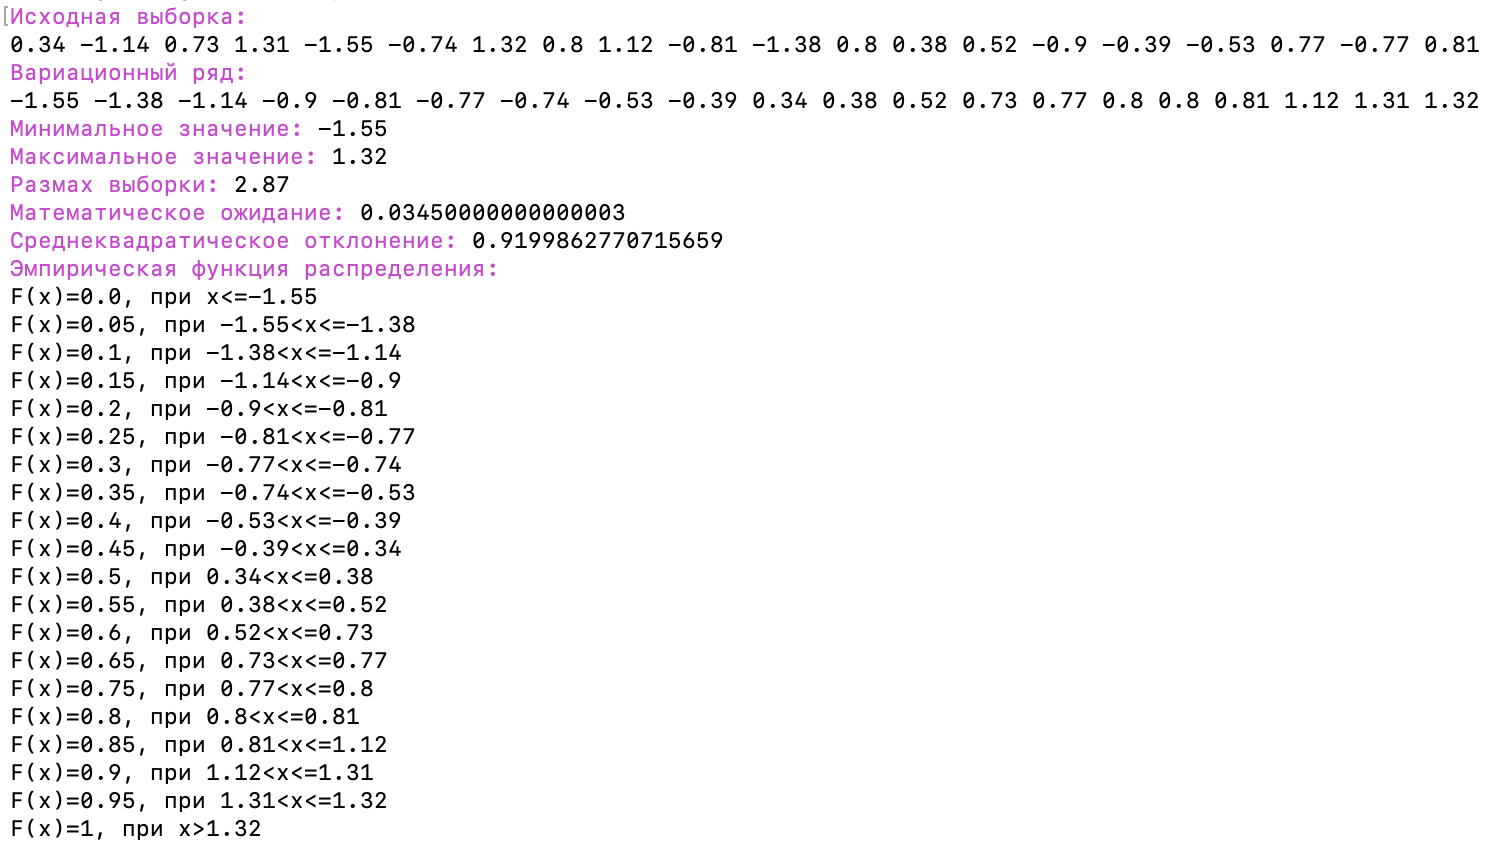 Исходная выборка:
0.34 -1.14 0.73 1.31 -1.55 -0.74 1.32 0.8 1.12 -0.81 -1.38 0.8 0.38 0.52 -0.9 -0.39 -0.53 0.77 -0.77 0.81
Вариационный ряд:
-1.55 -1.38 -1.14 -0.9 -0.81 -0.77 -0.74 -0.53 -0.39 0.34 0.38 0.52 0.73 0.77 0.8 0.8 0.81 1.12 1.31 1.32
Минимальное значение: -1.55
Максимальное значение: 1.32
Размах выборки: 2.87
Математическое ожидание: 0.03450000000000003
Среднеквадратическое отклонение: 0.9199862770715659
Эмпирическая функция распределения:
F(x)=0.0, при x<=-1.55
F(x)=0.05, при -1.55<x<=-1.38
F(x)=0.1, при -1.38<x<=-1.14
F(x)=0.15, при -1.14<x<=-0.9
F(x)=0.2, при -0.9<x<=-0.81
F(x)=0.25, при -0.81<x<=-0.77
F(x)=0.3, при -0.77<x<=-0.74
F(x)=0.35, при -0.74<x<=-0.53
F(x)=0.4, при -0.53<x<=-0.39
F(x)=0.45, при -0.39<x<=0.34
F(x)=0.5, при 0.34<x<=0.38
F(x)=0.55, при 0.38<x<=0.52
F(x)=0.6, при 0.52<x<=0.73
F(x)=0.65, при 0.73<x<=0.77
F(x)=0.75, при 0.77<x<=0.8
F(x)=0.8, при 0.8<x<=0.81
F(x)=0.85, при 0.81<x<=1.12
F(x)=0.9, при 1.12<x<=1.31
F(x)=0.95, при 1.31<x<=1.32
F(x)=1, при x>1.32